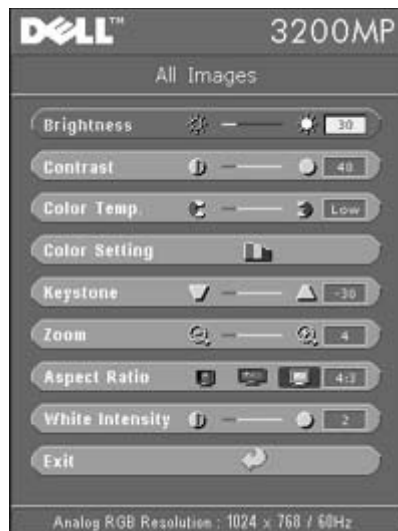 DELL™ 3200MP
All Images
Brightness 30
Contrast 40
Color Temp. Low
Color Setting
Keystone -30
Zoom 4
Aspect Ratio 4:3
White Intensity 2
Exit
Analog RGB Resolution : 1024 x 768 / 60Hz